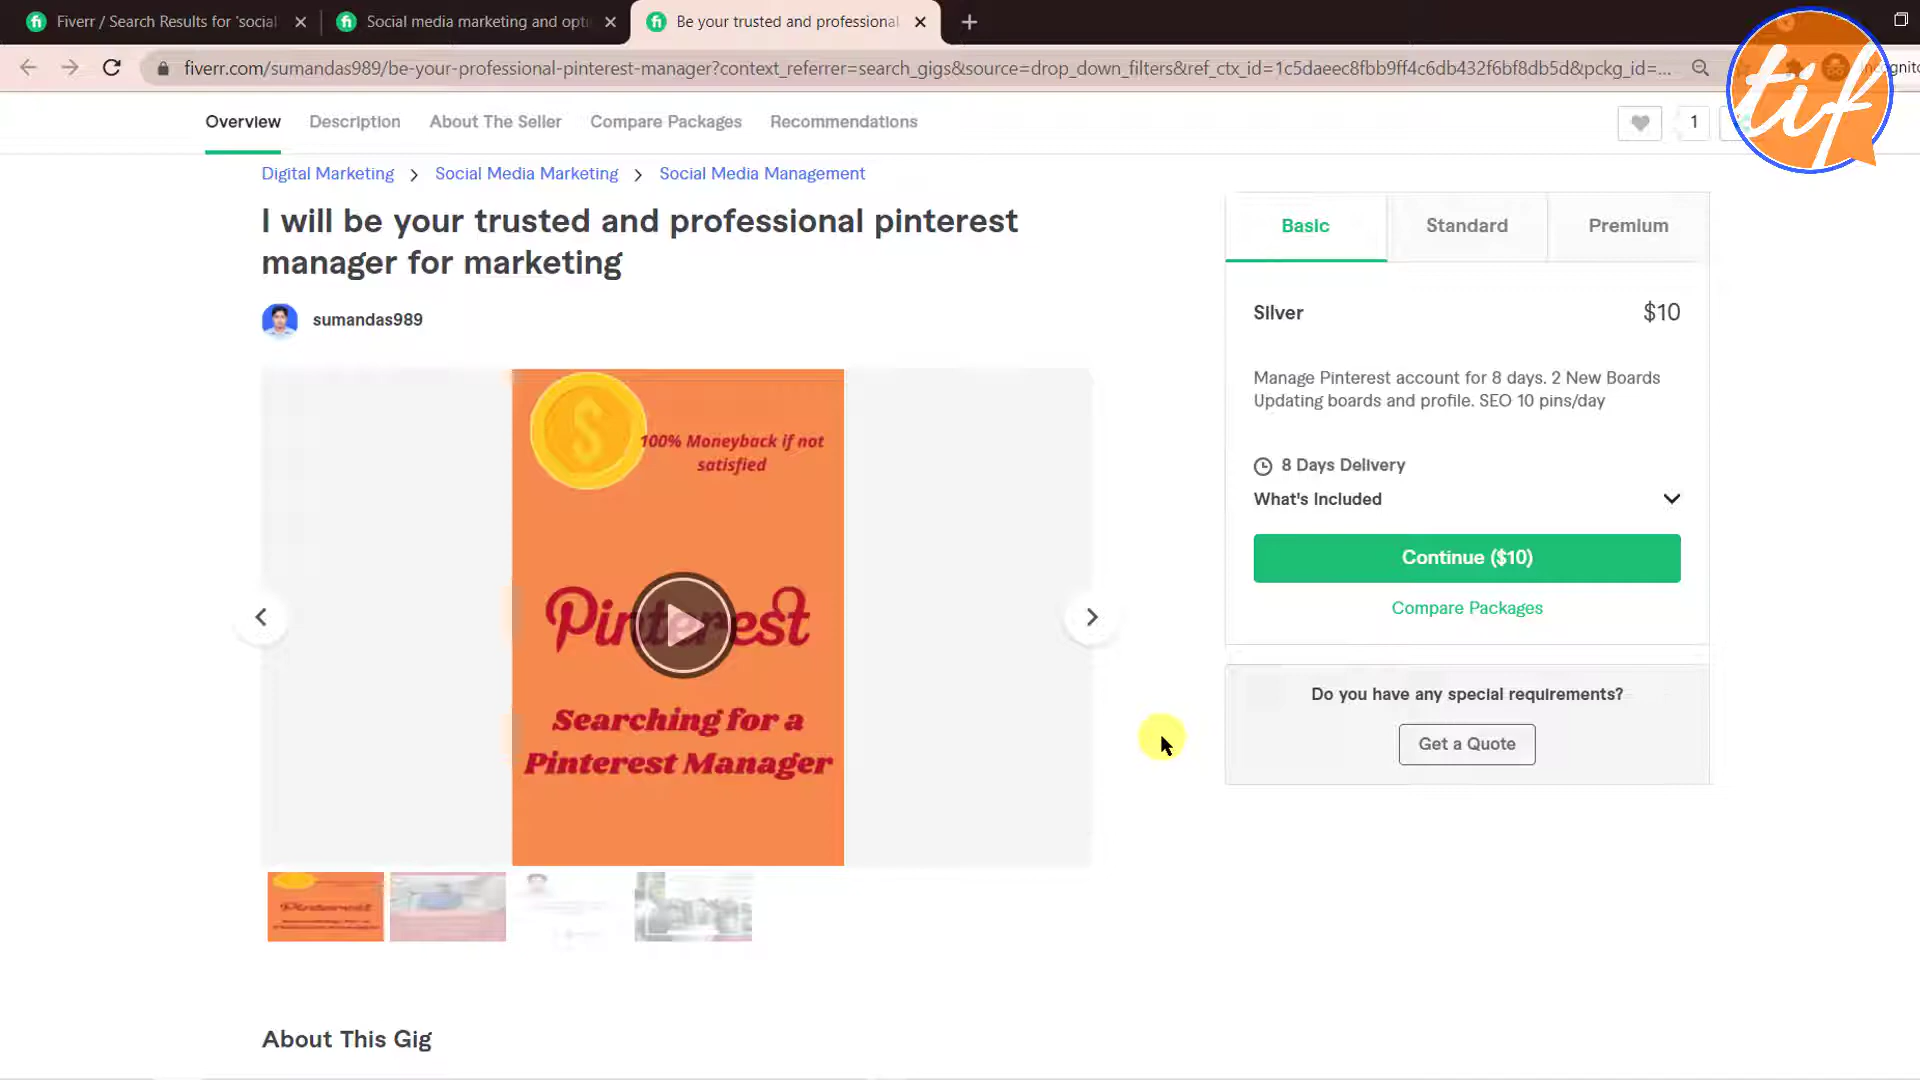 Fiverr / Search Results for 'social
Social media marketing and opti
Be your trusted and professional
fiverr.com/sumandas989/be-your-professional-pinterest-manager?context_referrer=search_gigs&source=drop_down_filters&ref_ctx_id=1c5daeec8fbb9ff4c6db432f6bf8db5d&pckg_id=...
tif
Overview
Description
About The Seller
Compare Packages
Recommendations
1
Digital Marketing
Social Media Marketing
Social Media Management
I will be your trusted and professional pinterest
manager for marketing
sumandas989
$
100% Moneyback if not
satisfied
Pinterest
Searching for a
Pinterest Manager
Basic
Standard
Premium
Silver
$10
Manage Pinterest account for 8 days. 2 New Boards
Updating boards and profile. SEO 10 pins/day
8 Days Delivery
What's Included
Continue ($10)
Compare Packages
Do you have any special requirements?
Get a Quote
About This Gig